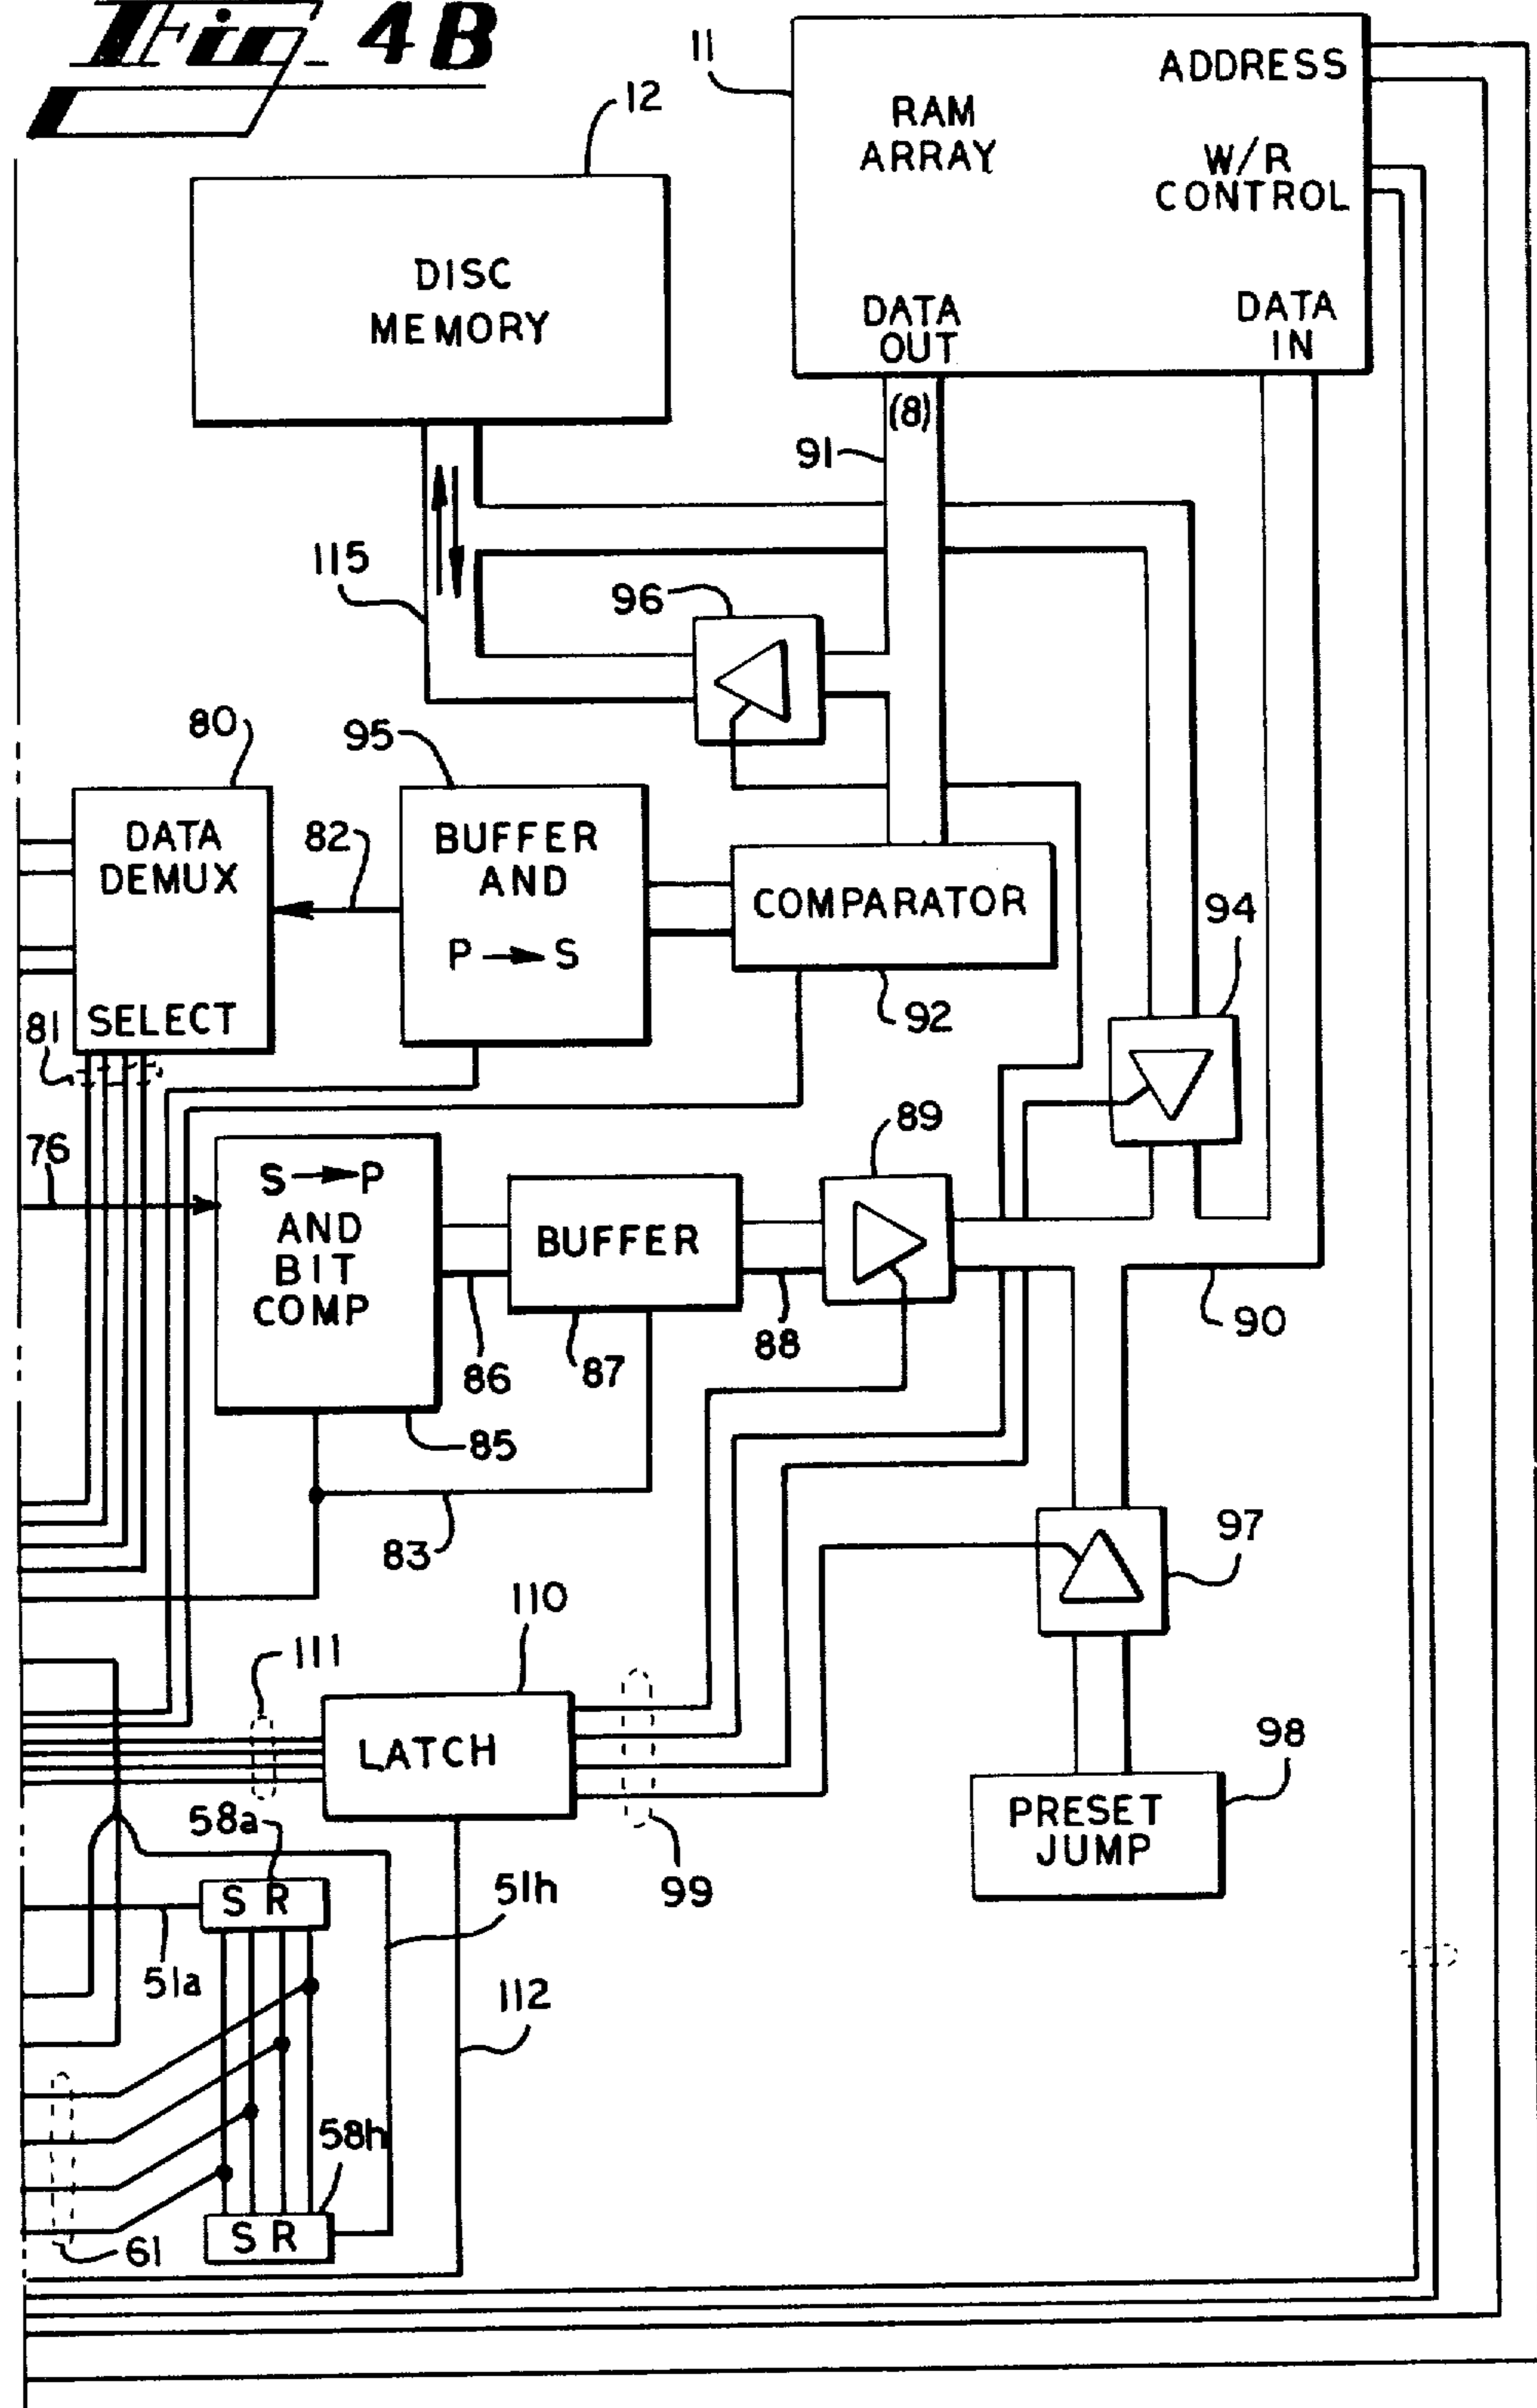 Fig. 4B
11
ADDRESS
12
RAM
ARRAY
W/R
CONTROL
DISC
MEMORY
DATA
OUT
DATA
IN
(8)
91
115
96
80
95
DATA
DEMUX
82
BUFFER
AND
P → S
COMPARATOR
94
SELECT
81
92
76
S → P
AND
BIT
COMP
89
BUFFER
86
87
88
90
85
83
97
110
111
LATCH
98
PRESET
JUMP
58a
99
51h
S R
51a
112
58h
S R
61